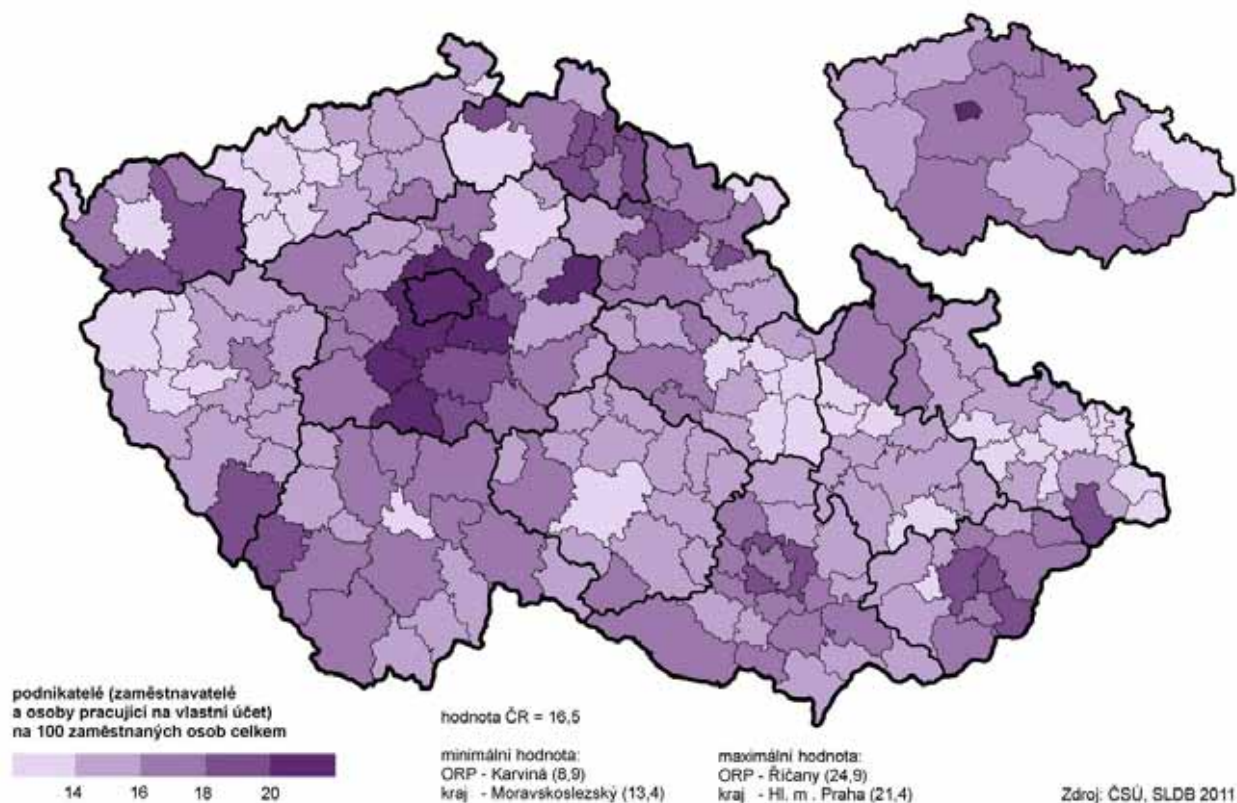 podnikatelé (zaměstnavatelé
a osoby pracující na vlastní účet)
na 100 zaměstnaných osob celkem
14 16 18 20
hodnota ČR = 16,5
minimální hodnota:
ORP - Karviná (8,9)
kraj - Moravskoslezský (13,4)
maximální hodnota:
ORP - Říčany (24,9)
kraj - Hl. m . Praha (21,4)
Zdroj: ČSÚ, SLDB 2011